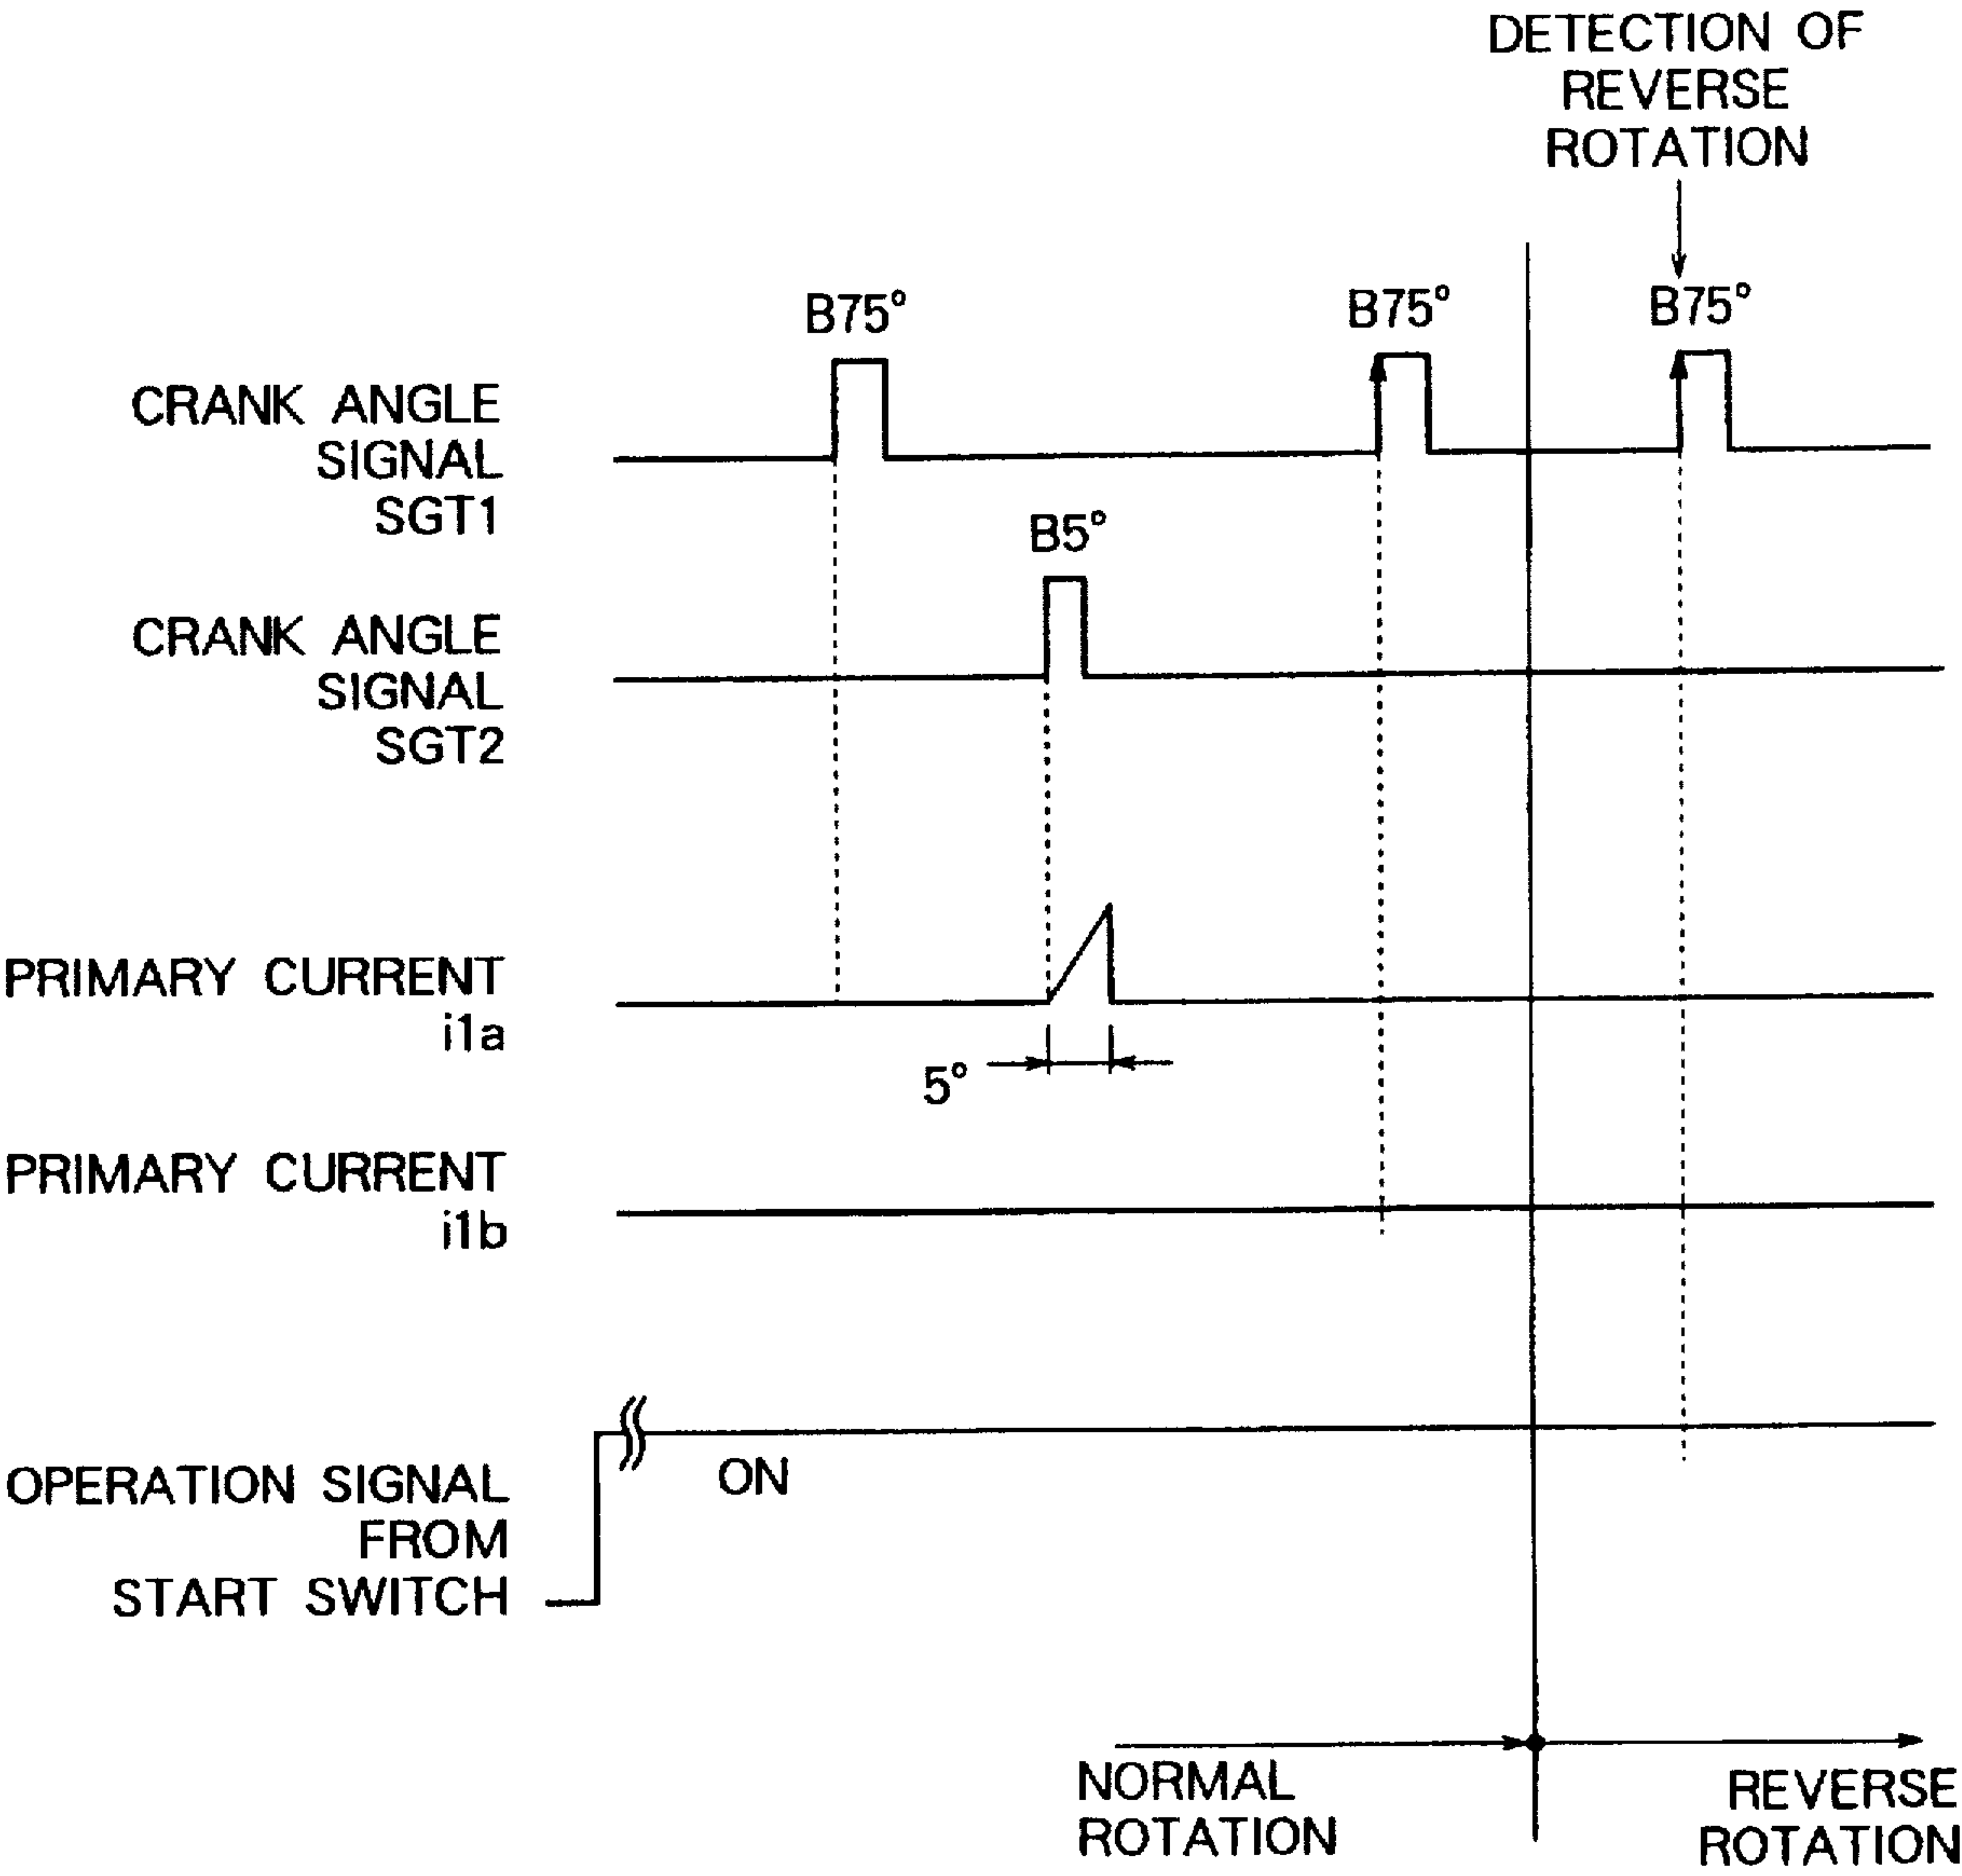 DETECTION OF
REVERSE
ROTATION
B75°
B75°
B75°
CRANK ANGLE
SIGNAL
SGT1
B5°
CRANK ANGLE
SIGNAL
SGT2
PRIMARY CURRENT
i1a
5°
PRIMARY CURRENT
i1b
ON
OPERATION SIGNAL
FROM
START SWITCH
NORMAL
ROTATION
REVERSE
ROTATION